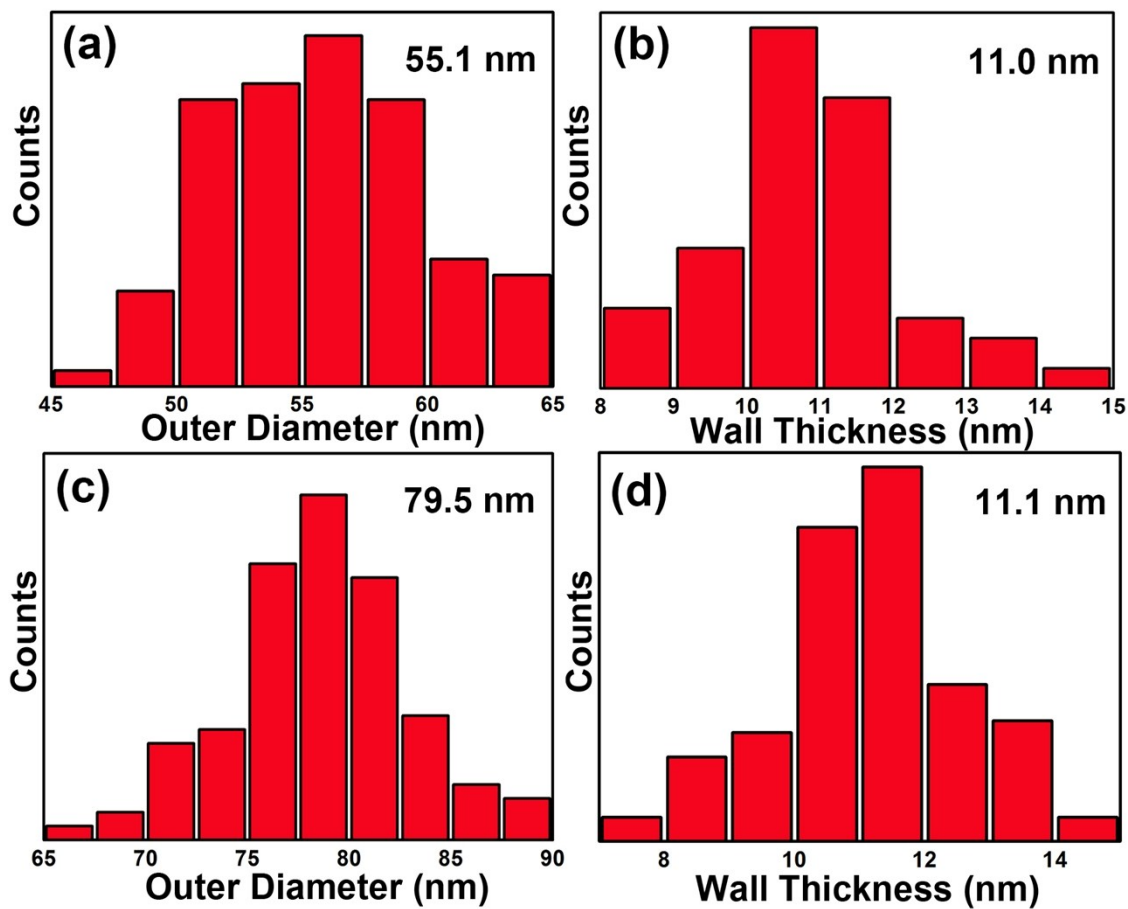 (a)
55.1 nm
Counts
45 50 55 60 65
Outer Diameter (nm)
(b)
11.0 nm
Counts
8 9 10 11 12 13 14 15
Wall Thickness (nm)
(c)
79.5 nm
Counts
65 70 75 80 85 90
Outer Diameter (nm)
(d)
11.1 nm
Counts
8 10 12 14
Wall Thickness (nm)